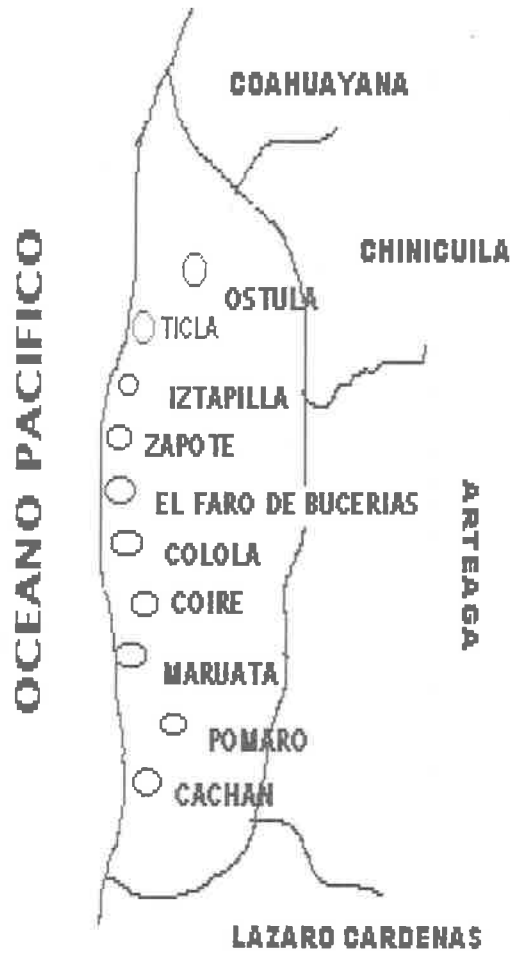 COAHUAYANA
CHINICUILA
OCEANO PACIFICO
OSTULA
TICLA
IZTAPILLA
ZAPOTE
EL FARO DE BUCERIAS
ARTEAGA
COLOLA
COIRE
MARUATA
POMARO
CACHAN
LAZARO CARDENAS